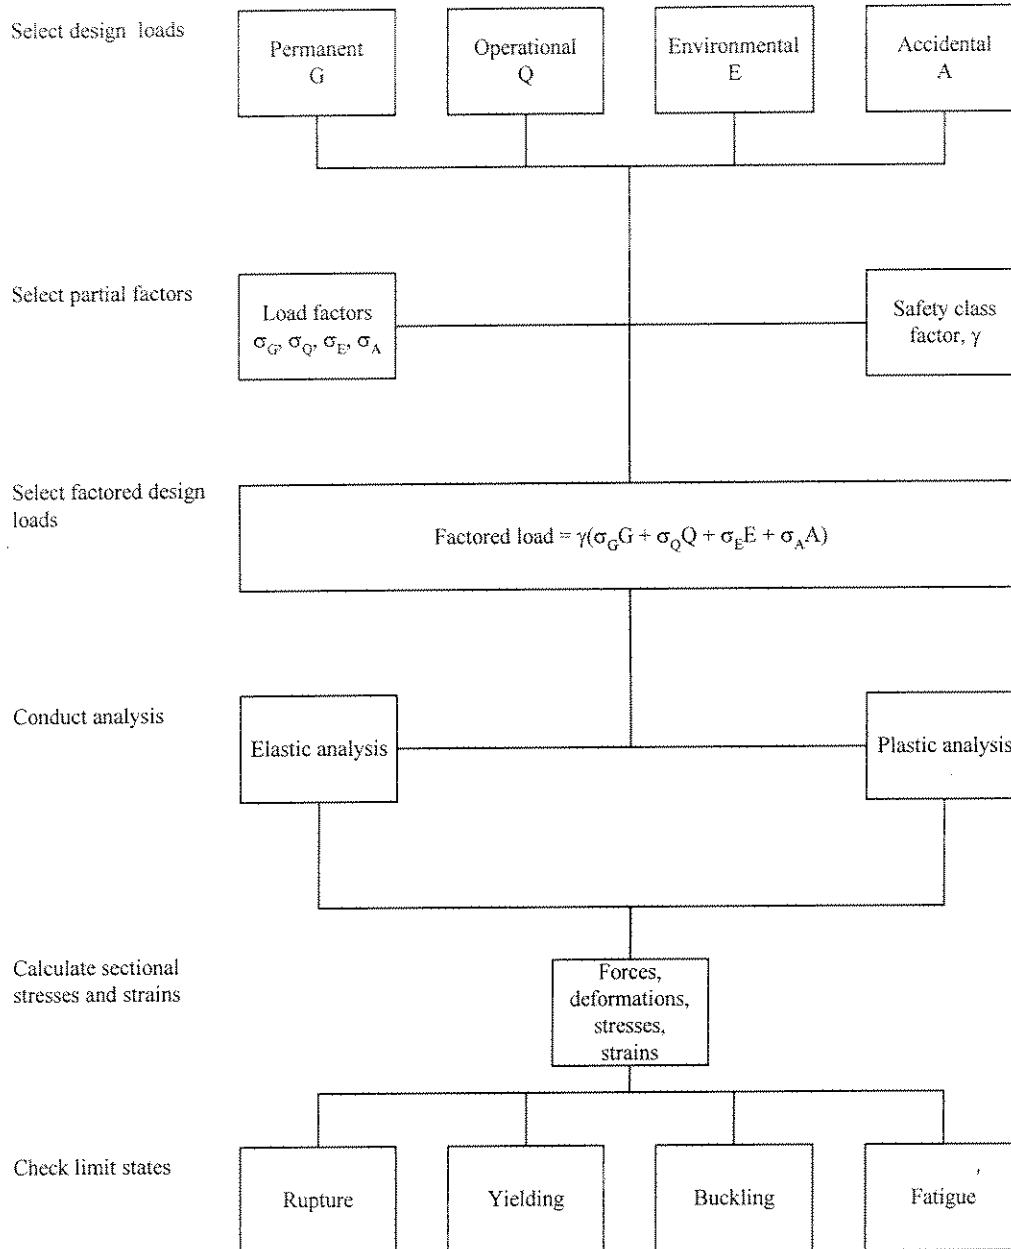 Select design loads
Permanent
G
Operational
Q
Environmental
E
Accidental
A
Select partial factors
Load factors
σG, σQ, σE, σA
Safety class
factor, γ
Select factored design
loads
Factored load = γ(σGG + σQQ + σEE + σAA)
Conduct analysis
Elastic analysis
Plastic analysis
Calculate sectional
stresses and strains
Forces,
deformations,
stresses,
strains
Check limit states
Rupture
Yielding
Buckling
Fatigue